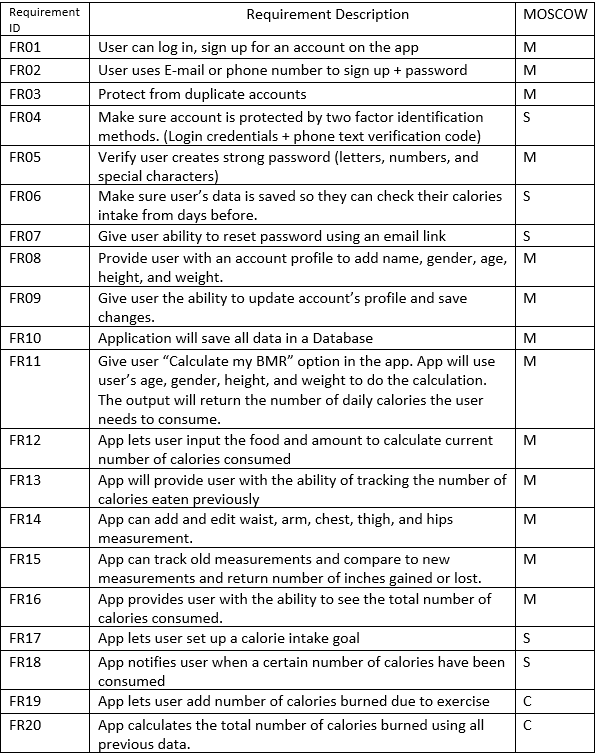 Requirement ID Requirement Description MOSCOW
FR01 User can log in, sign up for an account on the app M
FR02 User uses E-mail or phone number to sign up + password M
FR03 Protect from duplicate accounts M
FR04 Make sure account is protected by two factor identification S
methods. (Login credentials + phone text verification code)
FR05 Verify user creates strong password (letters, numbers, and M
special characters)
FR06 Make sure user’s data is saved so they can check their calories S
intake from days before.
FR07 Give user ability to reset password using an email link S
FR08 Provide user with an account profile to add name, gender, age, M
height, and weight.
FR09 Give user the ability to update account’s profile and save M
changes.
FR10 Application will save all data in a Database M
FR11 Give user “Calculate my BMR” option in the app. App will use M
user’s age, gender, height, and weight to do the calculation.
The output will return the number of daily calories the user
needs to consume.
FR12 App lets user input the food and amount to calculate current M
number of calories consumed
FR13 App will provide user with the ability of tracking the number of M
calories eaten previously
FR14 App can add and edit waist, arm, chest, thigh, and hips M
measurement.
FR15 App can track old measurements and compare to new M
measurements and return number of inches gained or lost.
FR16 App provides user with the ability to see the total number of M
calories consumed.
FR17 App lets user set up a calorie intake goal S
FR18 App notifies user when a certain number of calories have been S
consumed
FR19 App lets user add number of calories burned due to exercise C
FR20 App calculates the total number of calories burned using all C
previous data.